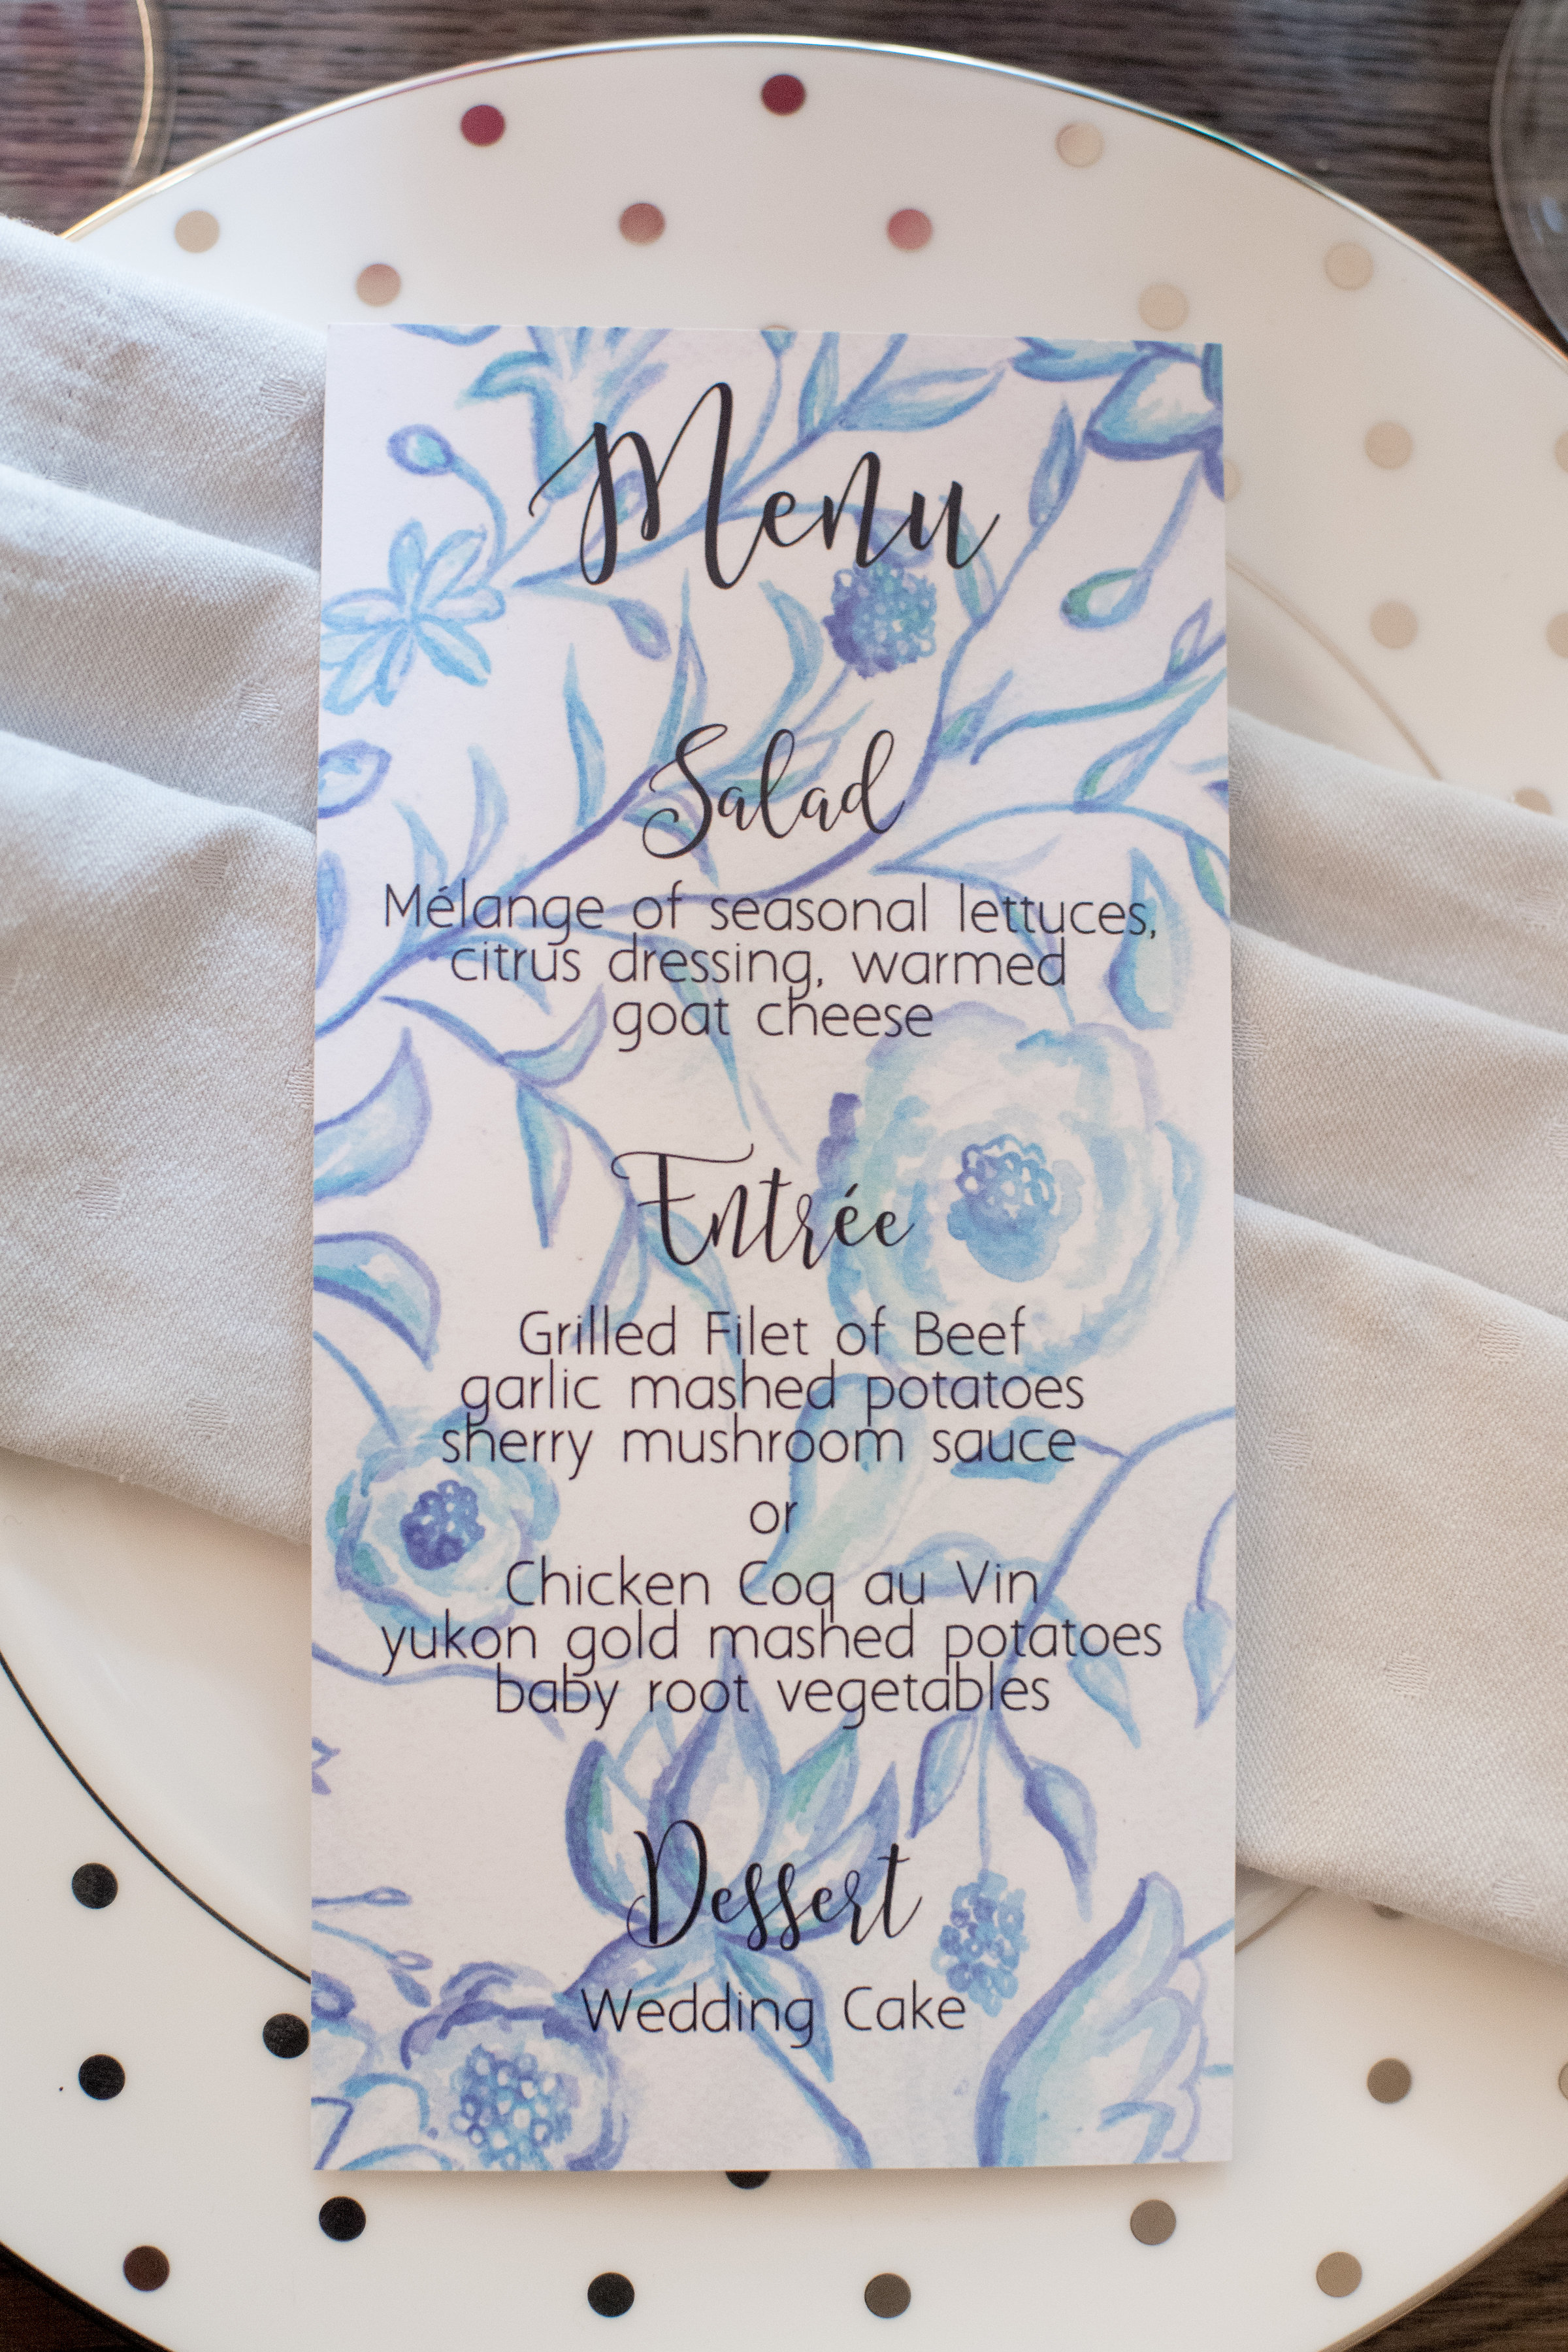 Menu
Salad
Mélange of seasonal lettuces,
citrus dressing, warmed
goat cheese
Entrée
Grilled Filet of Beef
garlic mashed potatoes
sherry mushroom sauce
or
Chicken Coq au Vin
yukon gold mashed potatoes
baby root vegetables
Dessert
Wedding Cake